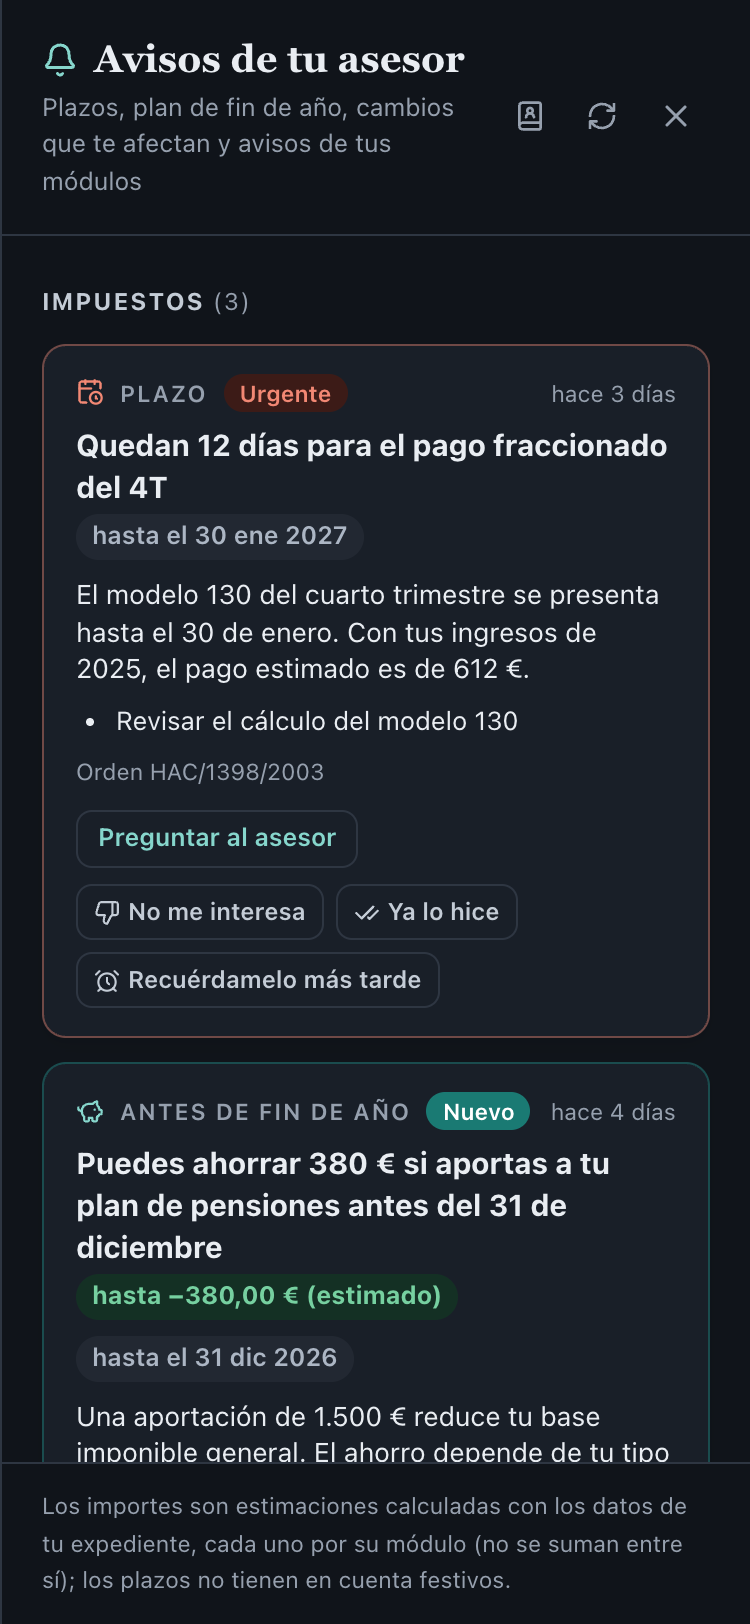 Avisos de tu asesor
Plazos, plan de fin de año, cambios
que te afectan y avisos de tus
módulos
IMPUESTOS (3)
PLAZO Urgente hace 3 días
Quedan 12 días para el pago fraccionado
del 4T
hasta el 30 ene 2027
El modelo 130 del cuarto trimestre se presenta
hasta el 30 de enero. Con tus ingresos de
2025, el pago estimado es de 612 €.
• Revisar el cálculo del modelo 130
Orden HAC/1398/2003
Preguntar al asesor
No me interesa Ya lo hice
Recuérdamelo más tarde
ANTES DE FIN DE AÑO Nuevo hace 4 días
Puedes ahorrar 380 € si aportas a tu
plan de pensiones antes del 31 de
diciembre
hasta −380,00 € (estimado)
hasta el 31 dic 2026
Una aportación de 1.500 € reduce tu base
imponible general. El ahorro depende de tu tipo
Los importes son estimaciones calculadas con los datos de
tu expediente, cada uno por su módulo (no se suman entre
sí); los plazos no tienen en cuenta festivos.